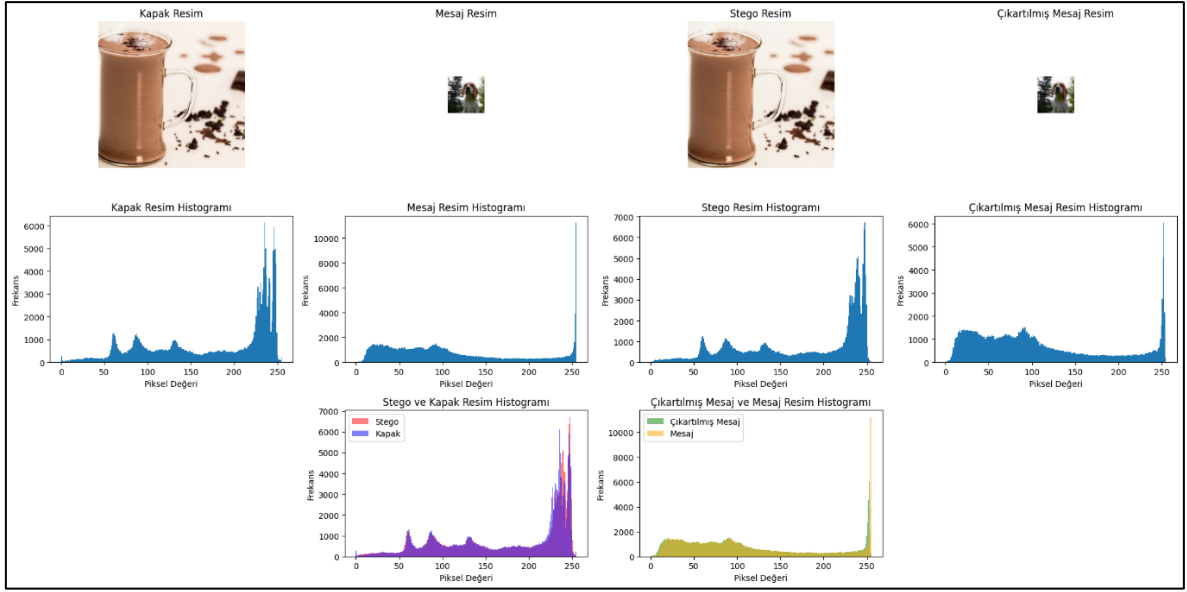 Kapak Resim
Mesaj Resim
Stego Resim
Çıkartılmış Mesaj Resim
Kapak Resim Histogramı
6000
5000
4000
3000
2000
1000
0
Frekans
0 50 100 150 200 250
Piksel Değeri
Mesaj Resim Histogramı
10000
8000
6000
4000
2000
0
Frekans
0 50 100 150 200 250
Piksel Değeri
Stego Resim Histogramı
7000
6000
5000
4000
3000
2000
1000
0
Frekans
0 50 100 150 200 250
Piksel Değeri
Çıkartılmış Mesaj Resim Histogramı
6000
5000
4000
3000
2000
1000
0
Frekans
0 50 100 150 200 250
Piksel Değeri
Stego ve Kapak Resim Histogramı
Stego
Kapak
7000
6000
5000
4000
3000
2000
1000
0
Frekans
0 50 100 150 200 250
Piksel Değeri
Çıkartılmış Mesaj ve Mesaj Resim Histogramı
Çıkartılmış Mesaj
Mesaj
10000
8000
6000
4000
2000
0
Frekans
0 50 100 150 200 250
Piksel Değeri